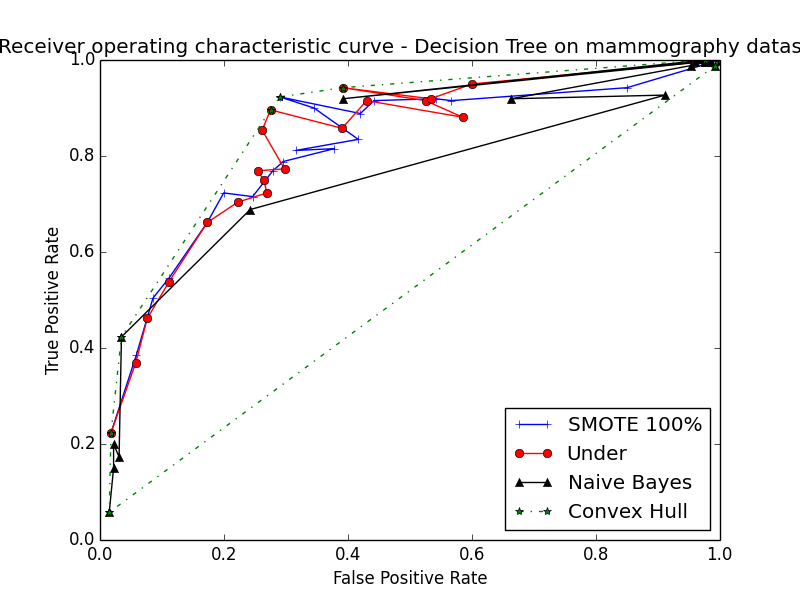 Receiver operating characteristic curve - Decision Tree on mammography datas
1.0
0.8
0.6
0.4
0.2
0.0
True Positive Rate
SMOTE 100%
Under
Naive Bayes
Convex Hull
0.0 0.2 0.4 0.6 0.8 1.0
False Positive Rate